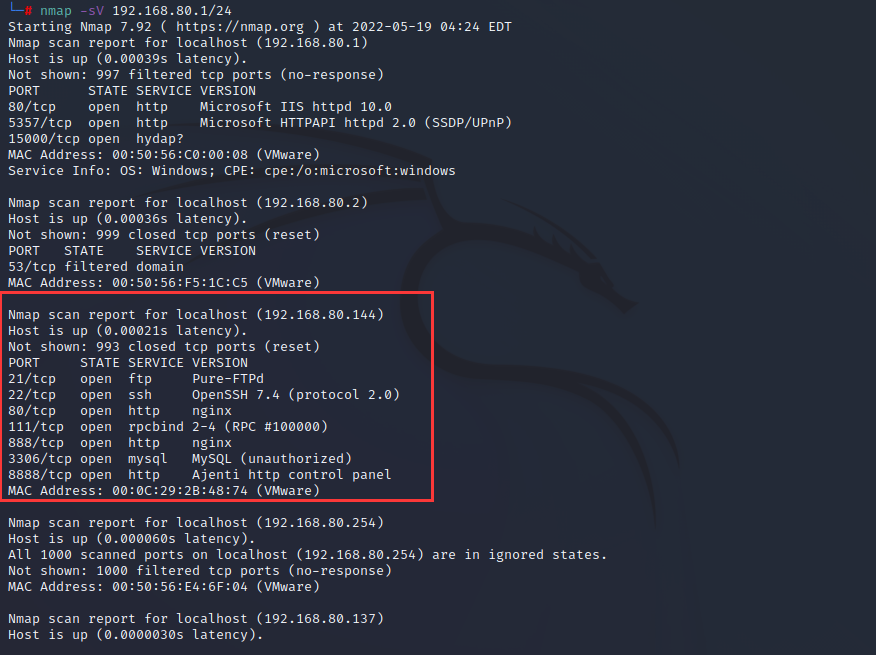 └─# nmap -sV 192.168.80.1/24
Starting Nmap 7.92 ( https://nmap.org ) at 2022-05-19 04:24 EDT
Nmap scan report for localhost (192.168.80.1)
Host is up (0.00039s latency).
Not shown: 997 filtered tcp ports (no-response)
PORT      STATE SERVICE VERSION
80/tcp    open  http    Microsoft IIS httpd 10.0
5357/tcp  open  http    Microsoft HTTPAPI httpd 2.0 (SSDP/UPnP)
15000/tcp open  hydap?
MAC Address: 00:50:56:C0:00:08 (VMware)
Service Info: OS: Windows; CPE: cpe:/o:microsoft:windows

Nmap scan report for localhost (192.168.80.2)
Host is up (0.00036s latency).
Not shown: 999 closed tcp ports (reset)
PORT   STATE    SERVICE VERSION
53/tcp filtered domain
MAC Address: 00:50:56:F5:1C:C5 (VMware)

Nmap scan report for localhost (192.168.80.144)
Host is up (0.00021s latency).
Not shown: 993 closed tcp ports (reset)
PORT     STATE SERVICE VERSION
21/tcp   open  ftp     Pure-FTPd
22/tcp   open  ssh     OpenSSH 7.4 (protocol 2.0)
80/tcp   open  http    nginx
111/tcp  open  rpcbind 2-4 (RPC #100000)
888/tcp  open  http    nginx
3306/tcp open  mysql   MySQL (unauthorized)
8888/tcp open  http    Ajenti http control panel
MAC Address: 00:0C:29:2B:48:74 (VMware)

Nmap scan report for localhost (192.168.80.254)
Host is up (0.000060s latency).
All 1000 scanned ports on localhost (192.168.80.254) are in ignored states.
Not shown: 1000 filtered tcp ports (no-response)
MAC Address: 00:50:56:E4:6F:04 (VMware)

Nmap scan report for localhost (192.168.80.137)
Host is up (0.0000030s latency).